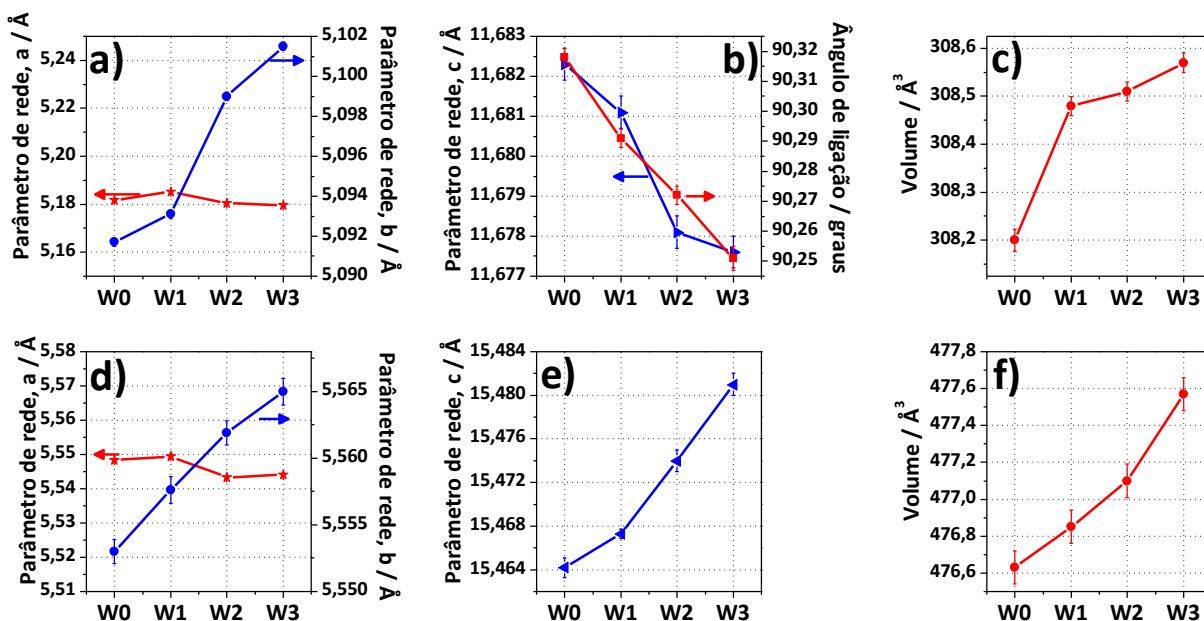 Parâmetro de rede, a / Å
5,24
5,22
5,20
5,18
5,16
a)
5,102
5,100
5,098
5,096
5,094
5,092
5,090
Parâmetro de rede, b / Å
W0 W1 W2 W3
Parâmetro de rede, c / Å
11,683
11,682
11,681
11,680
11,679
11,678
11,677
b)
90,32
90,31
90,30
90,29
90,28
90,27
90,26
90,25
Ângulo de ligação / graus
W0 W1 W2 W3
Volume / Å³
308,6
308,5
308,4
308,3
308,2
c)
W0 W1 W2 W3
Parâmetro de rede, a / Å
5,58
5,57
5,56
5,55
5,54
5,53
5,52
5,51
d)
5,565
5,560
5,555
5,550
Parâmetro de rede, b / Å
W0 W1 W2 W3
Parâmetro de rede, c / Å
15,484
15,480
15,476
15,472
15,468
15,464
e)
W0 W1 W2 W3
Volume / Å³
477,8
477,6
477,4
477,2
477,0
476,8
476,6
f)
W0 W1 W2 W3